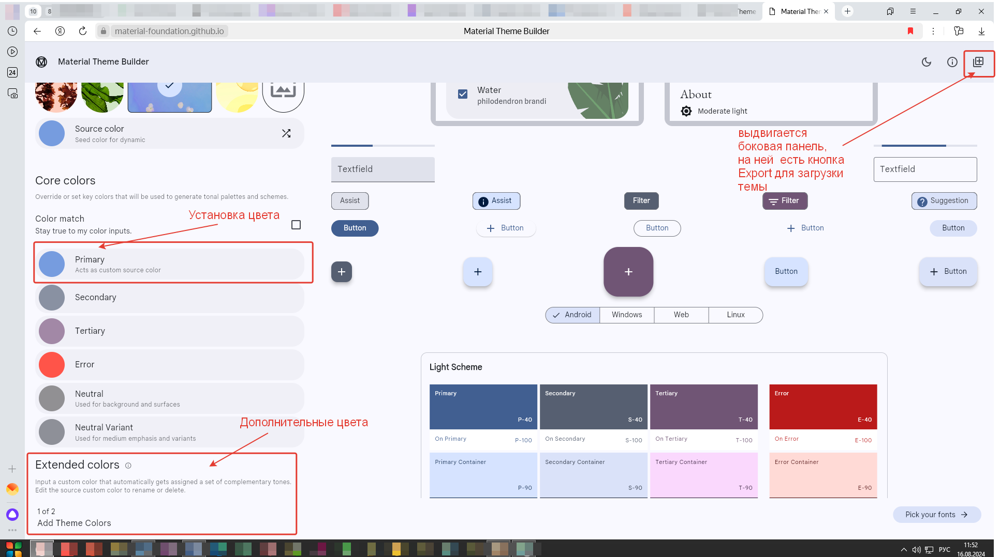 10
8
heme
Material Ther
material-foundation.github.io
Material Theme Builder
24
Material Theme Builder
Water
philodendron brandi
About
Moderate light
Source color
Seed color for dynamic
выдвигается
боковая панель,
на ней есть кнопка
Export для загрузки
темы
Textfield
Textfield
Core colors
Override or set key colors that will be used to generate tonal palettes and schemes.
Color match
Stay true to my color inputs.
Установка цвета
Assist
Assist
Filter
Filter
Suggestion
Button
Button
Button
Button
Button
Primary
Acts as custom source color
Button
Button
Secondary
Tertiary
Error
Neutral
Used for background and surfaces
Neutral Variant
Used for medium emphasis and variants
Дополнительные цвета
Android
Windows
Web
Linux
Light Scheme
Primary
P-40
Secondary
S-40
Tertiary
T-40
Error
E-40
On Primary
P-100
On Secondary
S-100
On Tertiary
T-100
On Error
E-100
Primary Container
P-90
Secondary Container
S-90
Tertiary Container
T-90
Error Container
E-90
Extended colors
Input a custom color that automatically gets assigned a set of complementary tones.
Edit the source custom color to rename or delete.
1 of 2
Add Theme Colors
Pick your fonts
РУС
11:52
16.08.2024